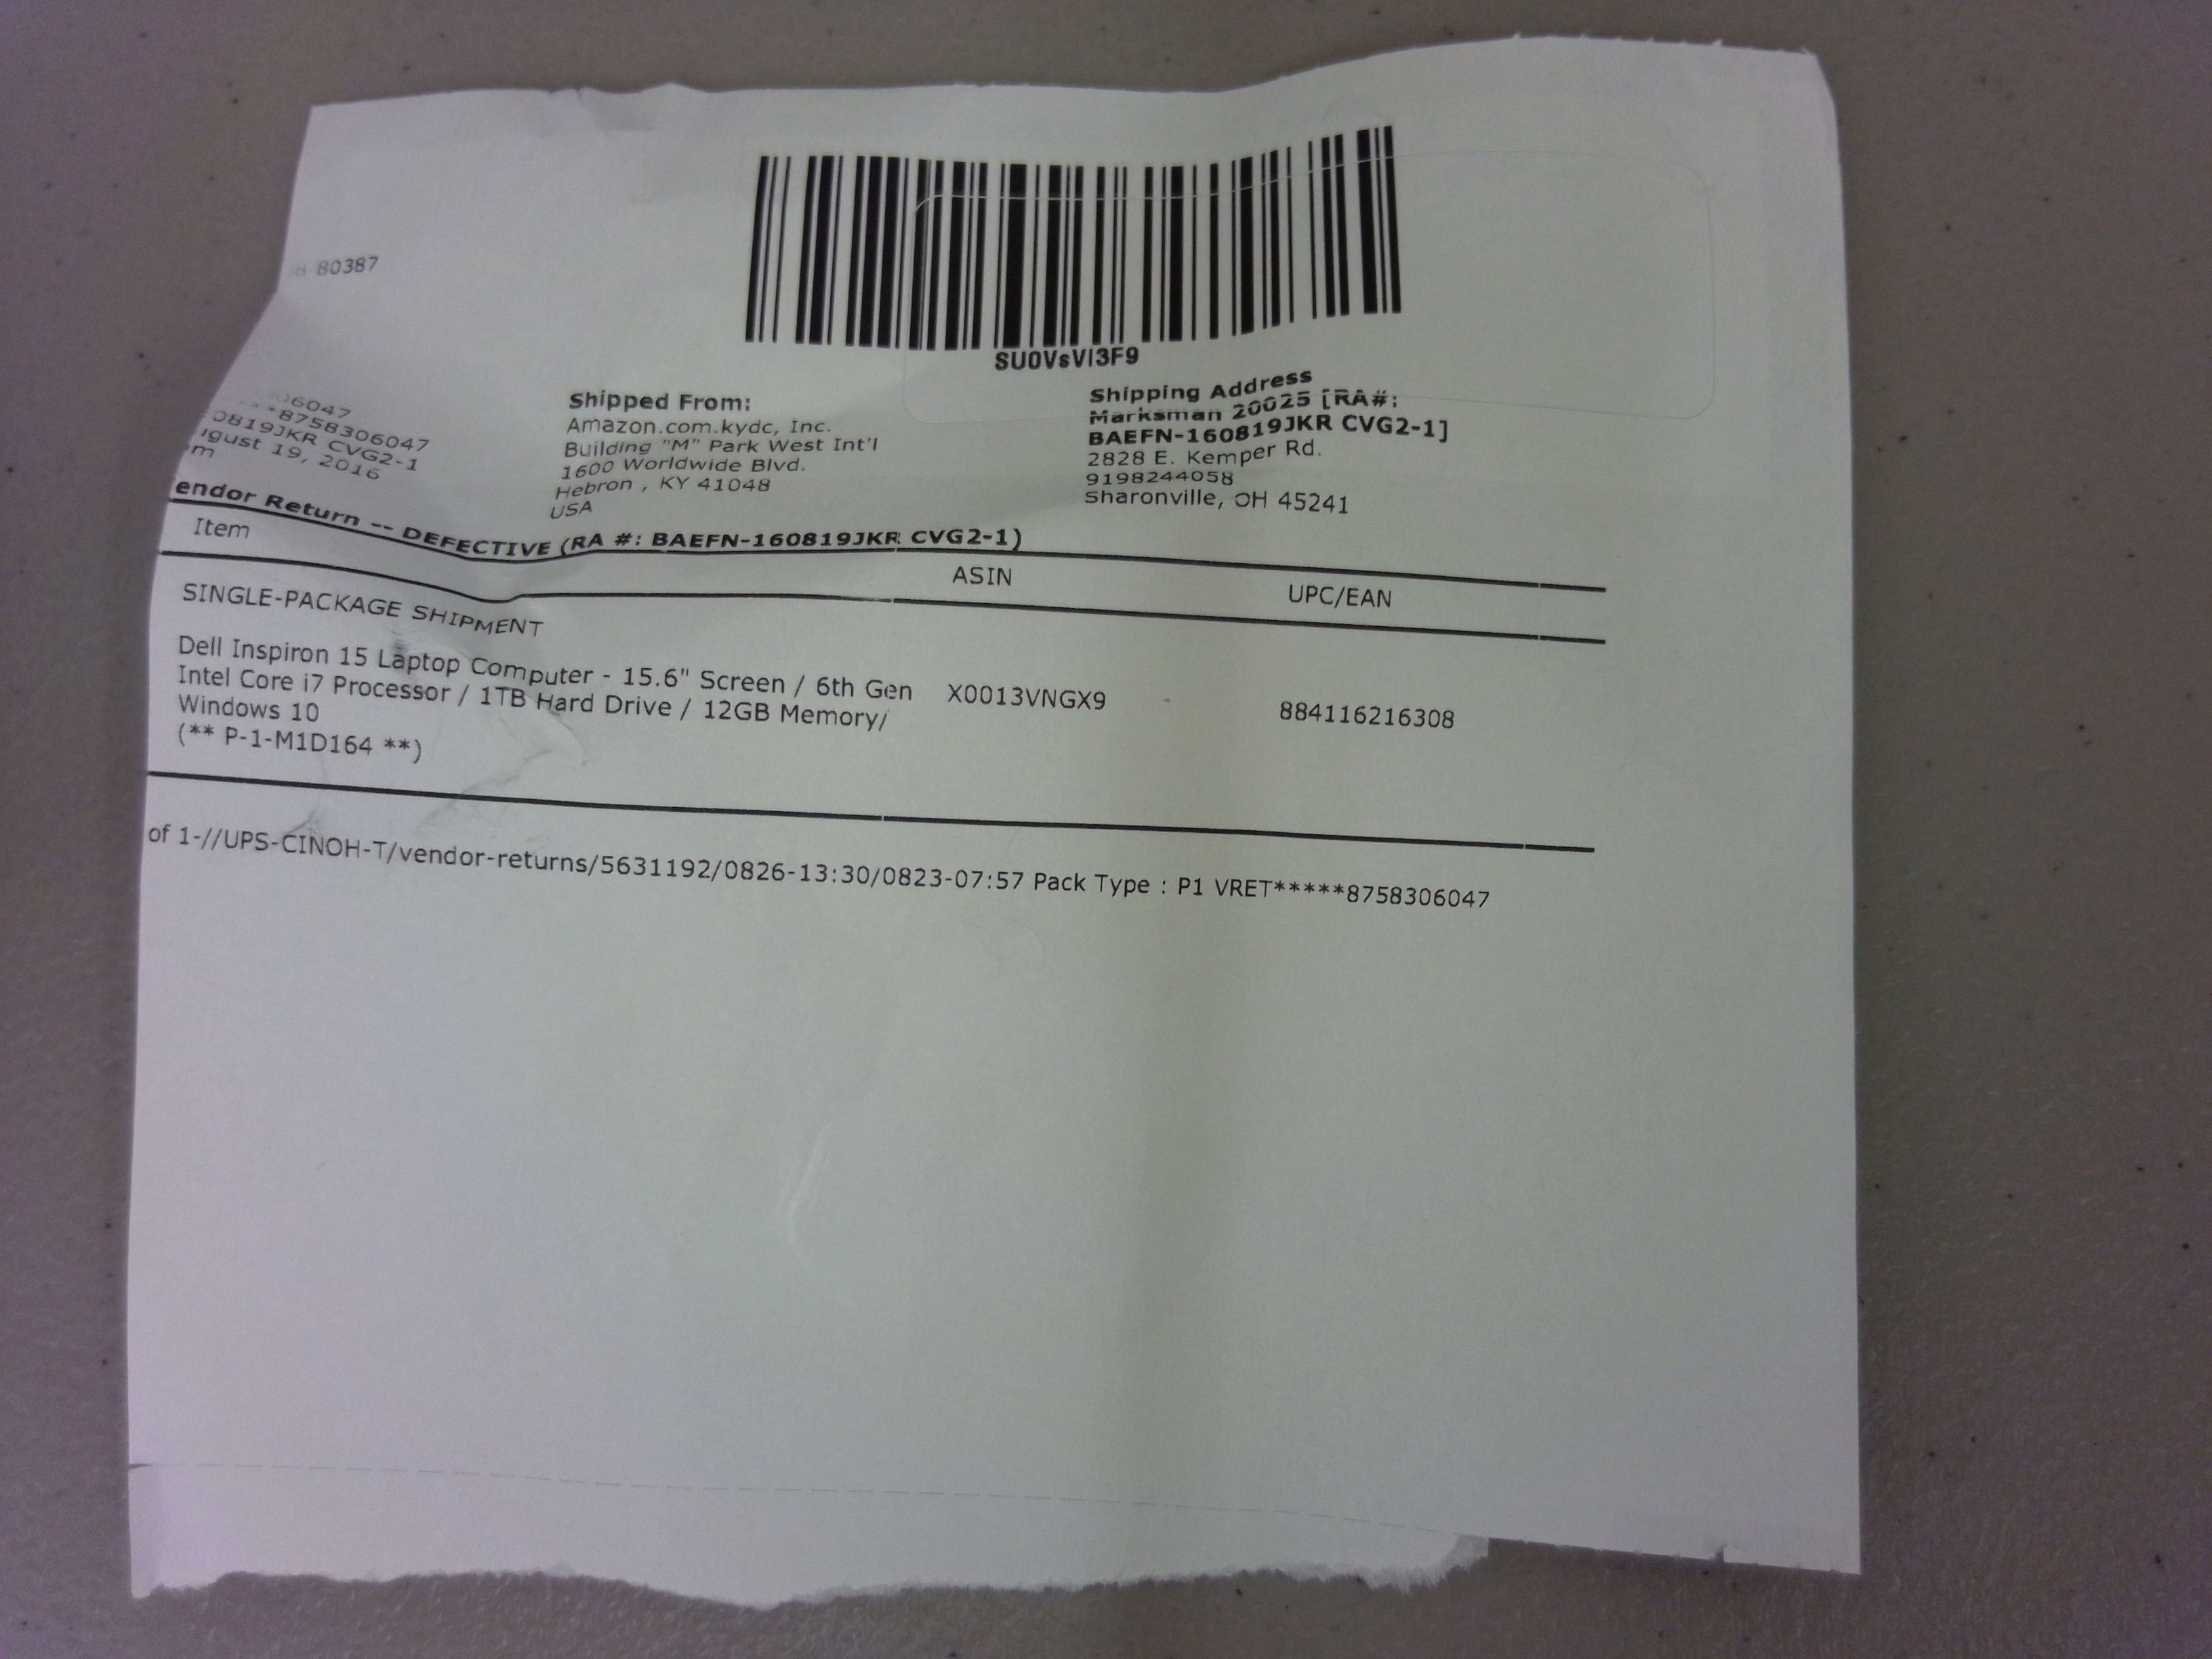 80387
SU0VsVI3F9
06047
**8758306047
0819JKR CVG2-1
ugust 19, 2016
om
Shipped From:
Amazon.com.kydc, Inc.
Building "M" Park West Int'l
1600 Worldwide Blvd.
Hebron , KY 41048
USA
Shipping Address
Marksman 20025 [RA#:
BAEFN-160819JKR CVG2-1]
2828 E. Kemper Rd.
9198244058
Sharonville, OH 45241
endor Return -- DEFECTIVE (RA #: BAEFN-160819JKR CVG2-1)
Item ASIN UPC/EAN
SINGLE-PACKAGE SHIPMENT
Dell Inspiron 15 Laptop Computer - 15.6" Screen / 6th Gen X0013VNGX9 884116216308
Intel Core i7 Processor / 1TB Hard Drive / 12GB Memory/
Windows 10
(** P-1-M1D164 **)
of 1-//UPS-CINOH-T/vendor-returns/5631192/0826-13:30/0823-07:57 Pack Type : P1 VRET*****8758306047